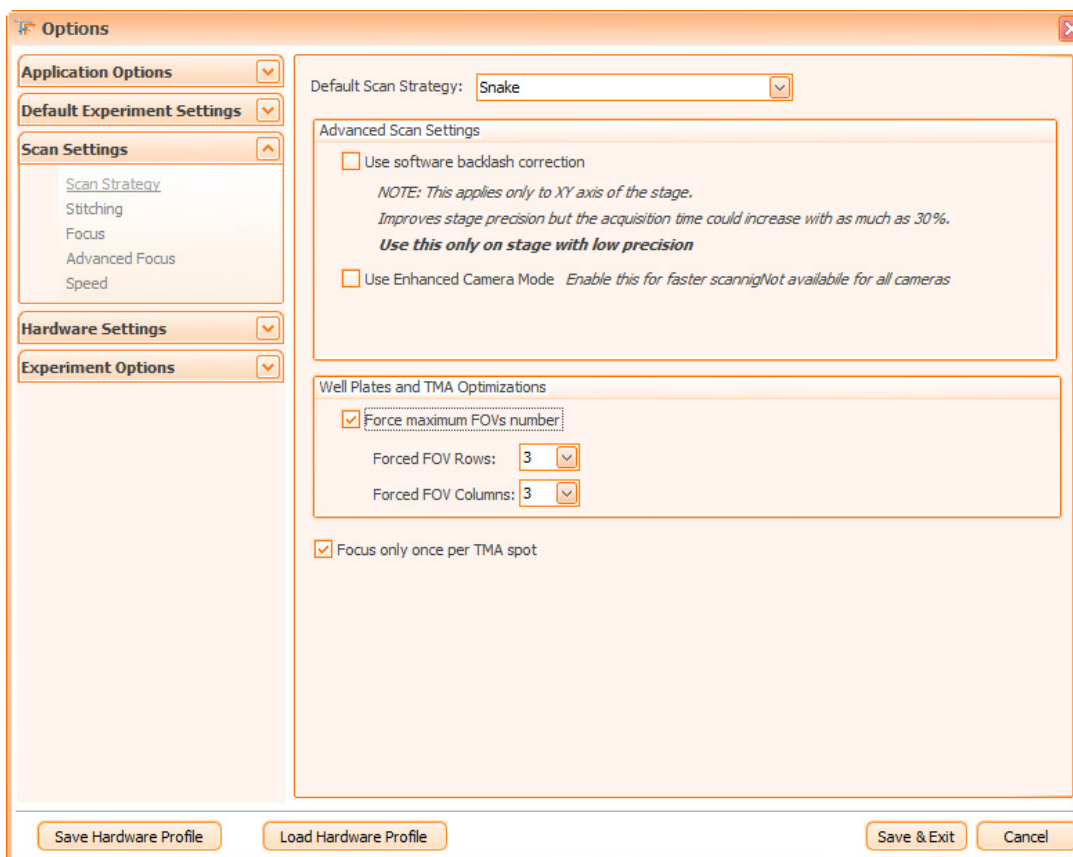 Options
Application Options
Default Experiment Settings
Scan Settings
Scan Strategy
Stitching
Focus
Advanced Focus
Speed
Hardware Settings
Experiment Options
Default Scan Strategy: Snake
Advanced Scan Settings
Use software backlash correction
NOTE: This applies only to XY axis of the stage.
Improves stage precision but the acquisition time could increase with as much as 30%.
Use this only on stage with low precision
Use Enhanced Camera Mode Enable this for faster scannigNot availabile for all cameras
Well Plates and TMA Optimizations
Force maximum FOVs number
Forced FOV Rows: 3
Forced FOV Columns: 3
Focus only once per TMA spot
Save Hardware Profile Load Hardware Profile Save & Exit Cancel